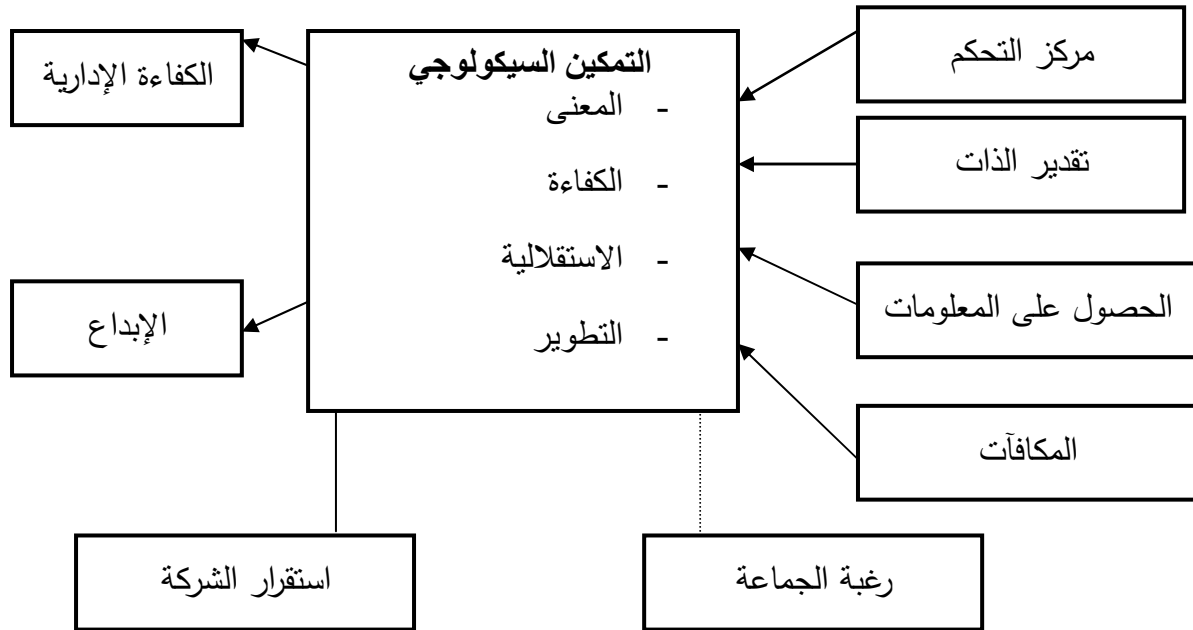 مركز التحكم
تقدير الذات
الحصول على المعلومات
المكافآت
التمكين السيكولوجي
- المعنى
- الكفاءة
- الاستقلالية
- التطوير
الكفاءة الإدارية
الإبداع
رغبة الجماعة
استقرار الشركة